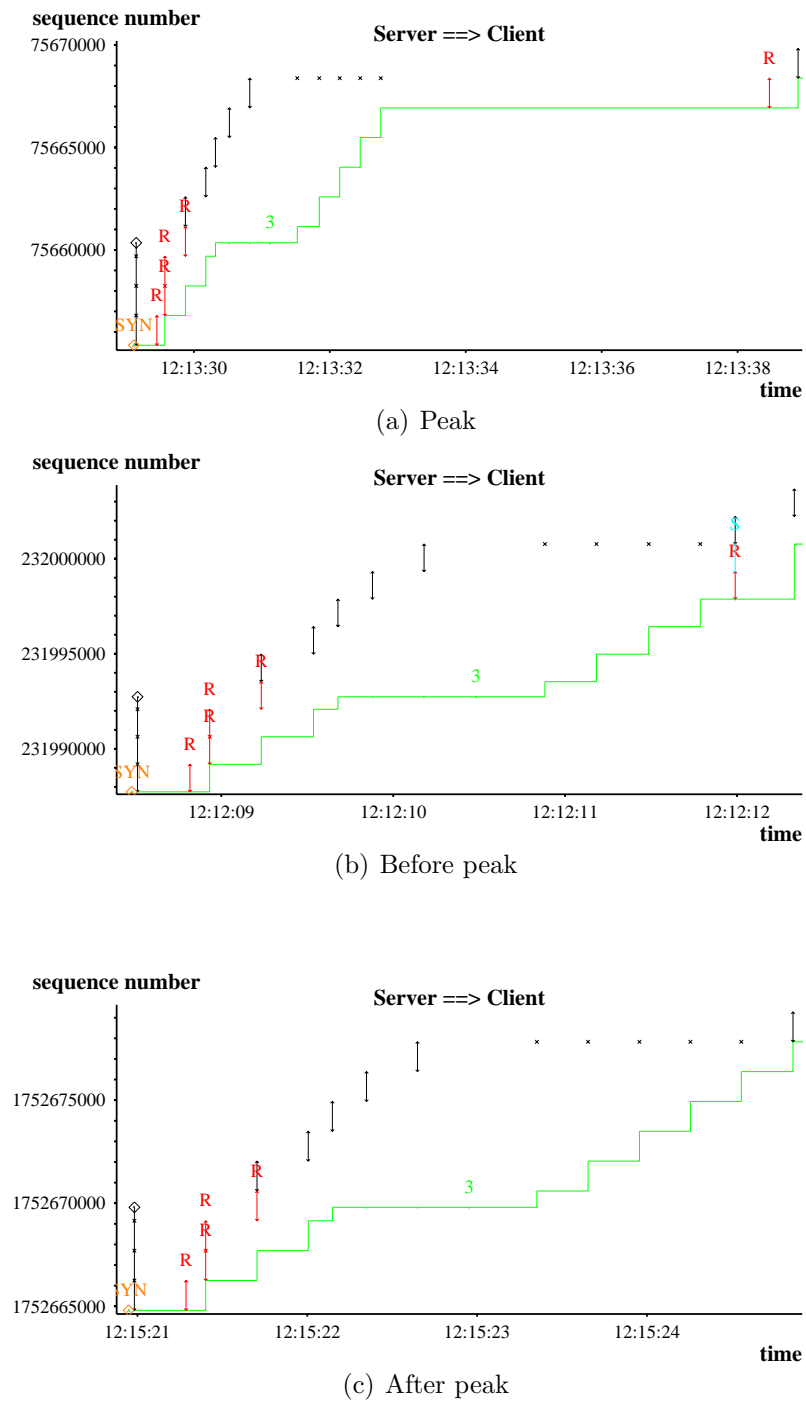 sequence number
Server ==> Client
75670000
R
75665000
R
3
R
75660000
R
R
SYN
12:13:30
12:13:32
12:13:34
12:13:36
12:13:38
time
(a) Peak
sequence number
Server ==> Client
S
232000000
R
231995000
R
3
R
R
231990000
R
SYN
12:12:09
12:12:10
12:12:11
12:12:12
time
(b) Before peak
sequence number
Server ==> Client
1752675000
R
3
1752670000
R
R
R
SYN
1752665000
12:15:21
12:15:22
12:15:23
12:15:24
time
(c) After peak